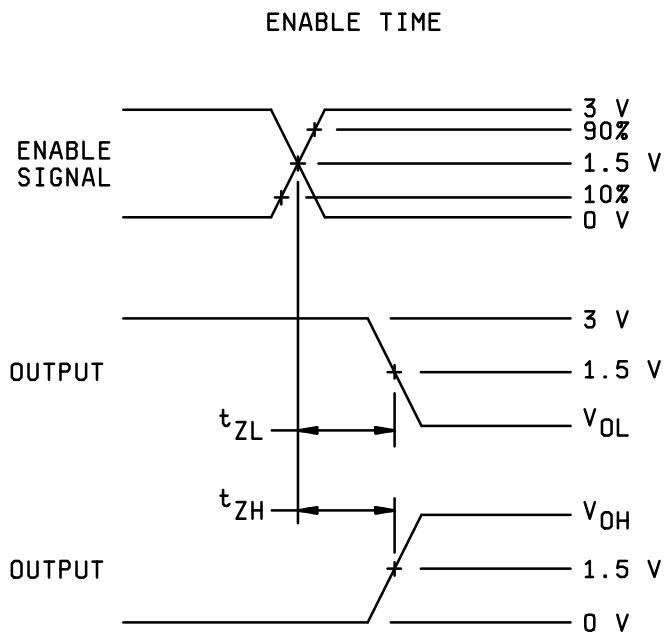 ENABLE TIME
3 V
90%
ENABLE
SIGNAL
1.5 V
10%
0 V
3 V
OUTPUT
1.5 V
VOL
tZL
tZH
VOH
OUTPUT
1.5 V
0 V